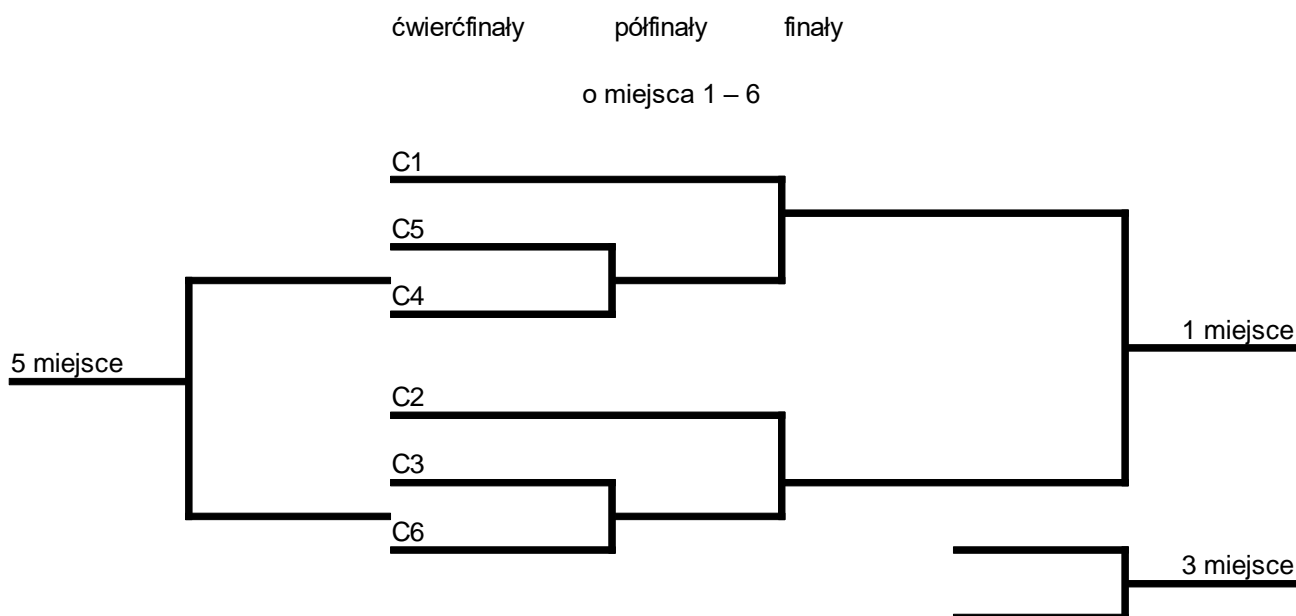 ćwierćfinały półfinały finały
o miejsca 1 – 6
C1
C5
C4
1 miejsce
5 miejsce
C2
C3
C6
3 miejsce